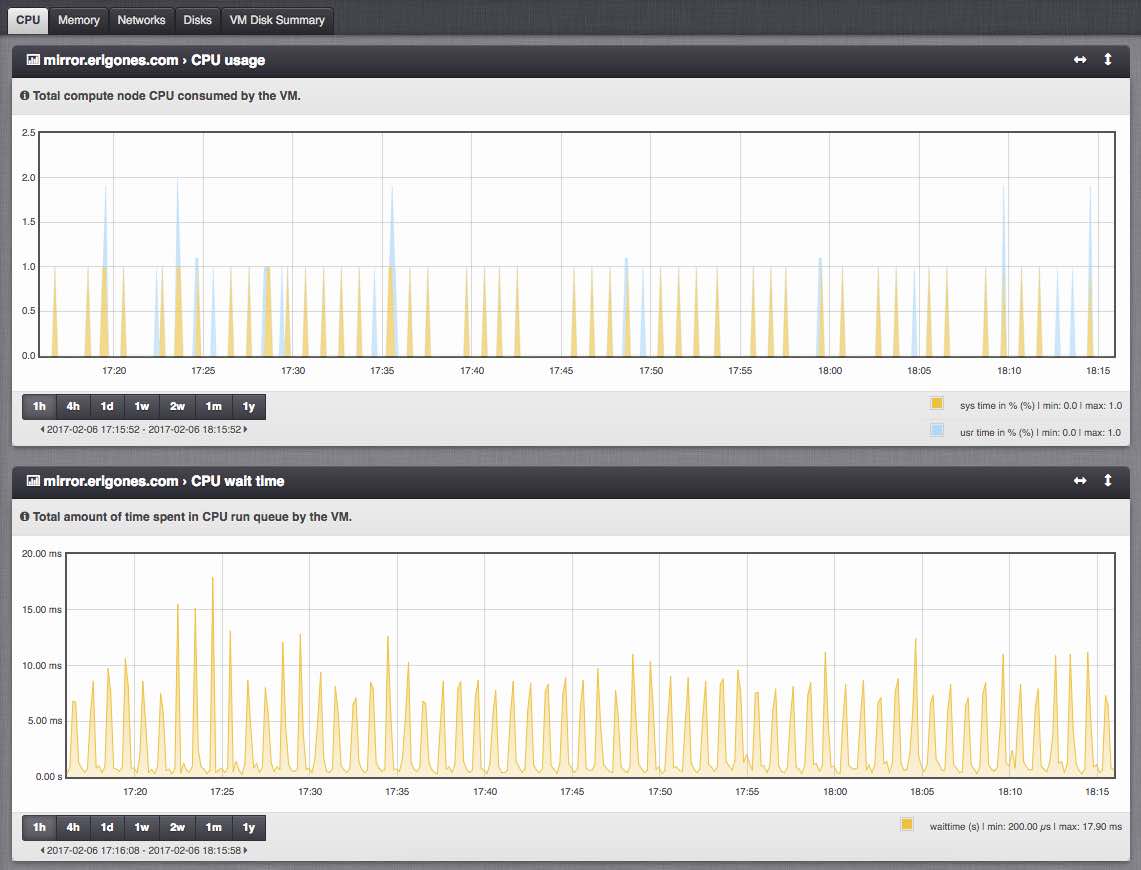 CPU Memory Networks Disks VM Disk Summary
mirror.erigones.com › CPU usage
Total compute node CPU consumed by the VM.
2.5
2.0
1.5
1.0
0.5
0.0
17:20 17:25 17:30 17:35 17:40 17:45 17:50 17:55 18:00 18:05 18:10 18:15
1h 4h 1d 1w 2w 1m 1y
sys time in % (%) | min: 0.0 | max: 1.0
2017-02-06 17:15:52 - 2017-02-06 18:15:52
usr time in % (%) | min: 0.0 | max: 1.0
mirror.erigones.com › CPU wait time
Total amount of time spent in CPU run queue by the VM.
20.00 ms
15.00 ms
10.00 ms
5.00 ms
0.00 s
17:20 17:25 17:30 17:35 17:40 17:45 17:50 17:55 18:00 18:05 18:10 18:15
1h 4h 1d 1w 2w 1m 1y
waittime (s) | min: 200.00 µs | max: 17.90 ms
2017-02-06 17:16:08 - 2017-02-06 18:15:58